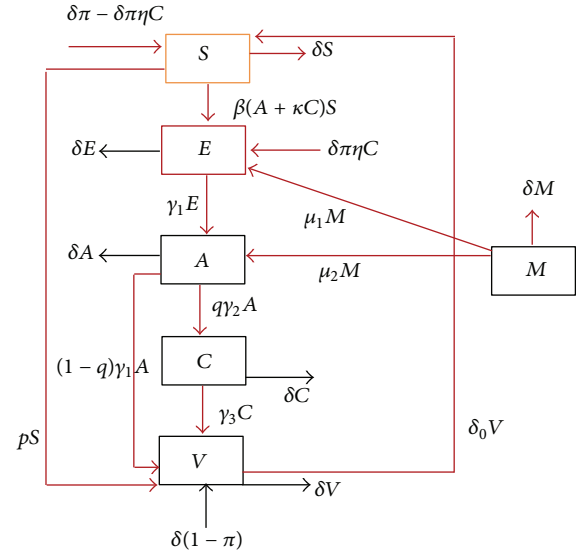 δπ − δπηC
S
δS
β(A + κC)S
δE
E
δπηC
δM
γ₁E
μ₁M
δA
A
μ₂M
M
qγ₂A
(1 − q)γ₁A
C
δC
γ₃C
pS
δ₀V
V
δV
δ(1 − π)